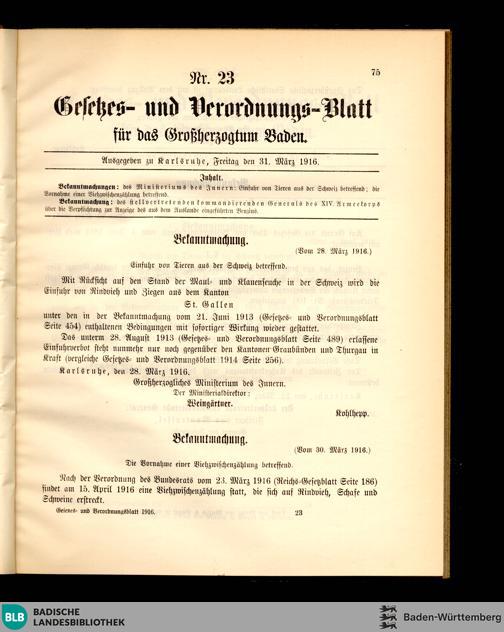 75
Nr. 23
Gesetzes- und Verordnungs-Blatt
für das Großherzogtum Baden.
Ausgegeben zu Karlsruhe, Freitag den 31. März 1916.
Inhalt.
Bekanntmachungen: des Ministeriums des Innern: Einfuhr von Tieren aus der Schweiz betreffend; die
Vornahme einer Viehzwischenzählung betreffend.
Bekanntmachung: des stellvertretenden kommandierenden Generals des XIV. Armeekorps
über die Verpflichtung zur Anzeige des aus dem Auslande eingeführten Benzins.
Bekanntmachung.
(Vom 28. März 1916.)
Einfuhr von Tieren aus der Schweiz betreffend.
Mit Rücksicht auf den Stand der Maul- und Klauenseuche in der Schweiz wird die
Einfuhr von Rindvieh und Ziegen aus dem Kanton
St. Gallen
unter den in der Bekanntmachung vom 21. Juni 1913 (Gesetzes- und Verordnungsblatt
Seite 454) enthaltenen Bedingungen mit sofortiger Wirkung wieder gestattet.
Das unterm 28. August 1913 (Gesetzes- und Verordnungsblatt Seite 489) erlassene
Einfuhrverbot steht nunmehr nur noch gegenüber den Kantonen Graubünden und Thurgau in
Kraft (vergleiche Gesetzes- und Verordnungsblatt 1914 Seite 256).
Karlsruhe, den 28. März 1916.
Großherzogliches Ministerium des Innern.
Der Ministerialdirektor:
Weingärtner.
Kohlhepp.
Bekanntmachung.
(Vom 30. März 1916.)
Die Vornahme einer Viehzwischenzählung betreffend.
Nach der Verordnung des Bundesrats vom 23. März 1916 (Reichs-Gesetzblatt Seite 186)
findet am 15. April 1916 eine Viehzwischenzählung statt, die sich auf Rindvieh, Schafe und
Schweine erstreckt.
Gesetzes- und Verordnungsblatt 1916. 23
BLB BADISCHE
LANDESBIBLIOTHEK
Baden-Württemberg